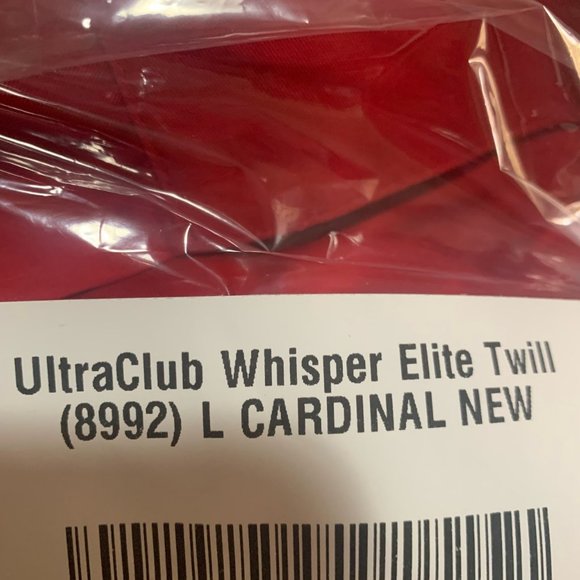 UltraClub Whisper Elite Twill
(8992) L CARDINAL NEW